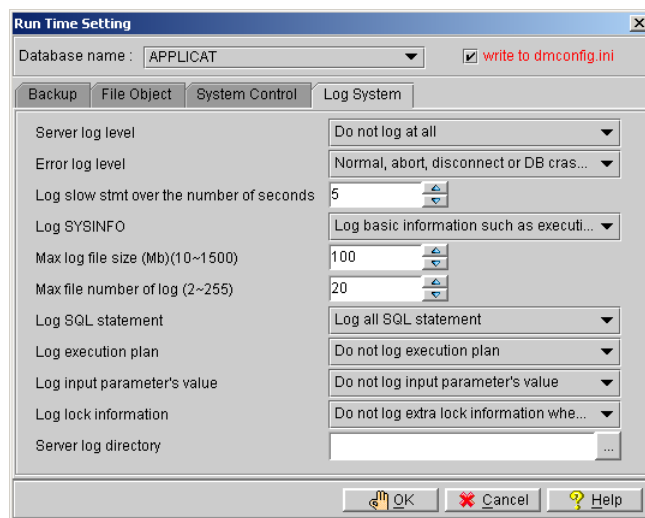 Run Time Setting
Database name : APPLICAT write to dmconfig.ini
Backup File Object System Control Log System
Server log level Do not log at all
Error log level Normal, abort, disconnect or DB cras...
Log slow stmt over the number of seconds 5
Log SYSINFO Log basic information such as executi...
Max log file size (Mb)(10~1500) 100
Max file number of log (2~255) 20
Log SQL statement Log all SQL statement
Log execution plan Do not log execution plan
Log input parameter's value Do not log input parameter's value
Log lock information Do not log extra lock information whe...
Server log directory ...
OK Cancel Help